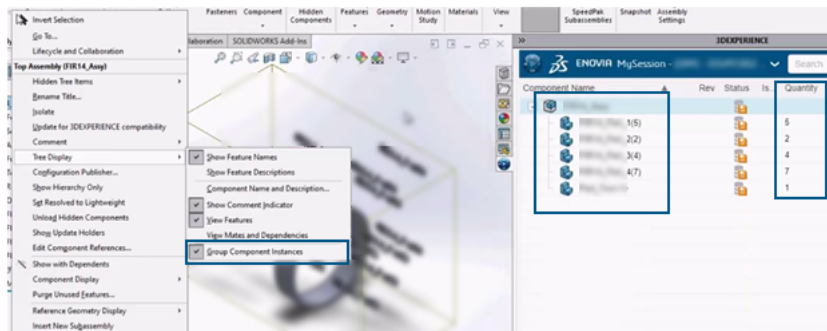 Invert Selection
Go To...
Lifecycle and Collaboration
Top Assembly (FIR14_Assy)
Hidden Tree Items
Rename Title...
Isolate
Update for 3DEXPERIENCE compatibility
Comment
Tree Display
Configuration Publisher...
Show Hierarchy Only
Set Resolved to Lightweight
Unload Hidden Components
Show Update Holders
Edit Component References...
Show with Dependents
Component Display
Purge Unused Features...
Reference Geometry Display
Insert New Subassembly
Show Feature Names
Show Feature Descriptions
Component Name and Description...
Show Comment Indicator
View Features
View Mates and Dependencies
Group Component Instances
Fasteners Component Hidden Components Features Geometry Motion Study Materials View
SpeedPak Subassemblies Snapshot Assembly Settings
laboration SOLIDWORKS Add-Ins
3DEXPERIENCE
ENOVIA MySession -
Search
Component Name Rev Status Is.. Quantity
1(5) 5
2(2) 2
3(4) 4
4(7) 7
1